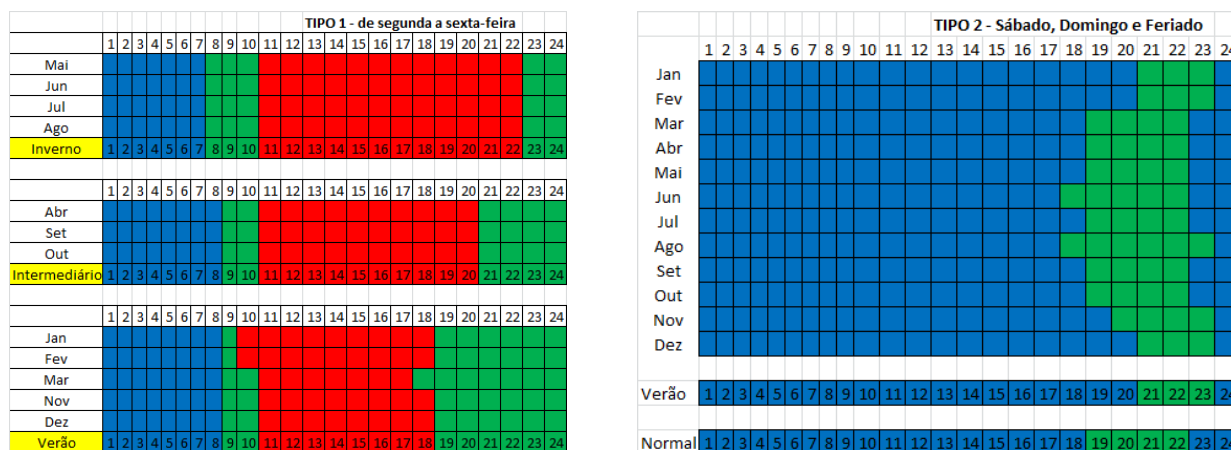 TIPO 1 - de segunda a sexta-feira
1 2 3 4 5 6 7 8 9 10 11 12 13 14 15 16 17 18 19 20 21 22 23 24
Mai
Jun
Jul
Ago
Inverno 1 2 3 4 5 6 7 8 9 10 11 12 13 14 15 16 17 18 19 20 21 22 23 24
1 2 3 4 5 6 7 8 9 10 11 12 13 14 15 16 17 18 19 20 21 22 23 24
Abr
Set
Out
Intermediário 1 2 3 4 5 6 7 8 9 10 11 12 13 14 15 16 17 18 19 20 21 22 23 24
1 2 3 4 5 6 7 8 9 10 11 12 13 14 15 16 17 18 19 20 21 22 23 24
Jan
Fev
Mar
Nov
Dez
Verão 1 2 3 4 5 6 7 8 9 10 11 12 13 14 15 16 17 18 19 20 21 22 23 24
TIPO 2 - Sábado, Domingo e Feriado
1 2 3 4 5 6 7 8 9 10 11 12 13 14 15 16 17 18 19 20 21 22 23 24
Jan
Fev
Mar
Abr
Mai
Jun
Jul
Ago
Set
Out
Nov
Dez
Verão 1 2 3 4 5 6 7 8 9 10 11 12 13 14 15 16 17 18 19 20 21 22 23 24
Normal 1 2 3 4 5 6 7 8 9 10 11 12 13 14 15 16 17 18 19 20 21 22 23 24